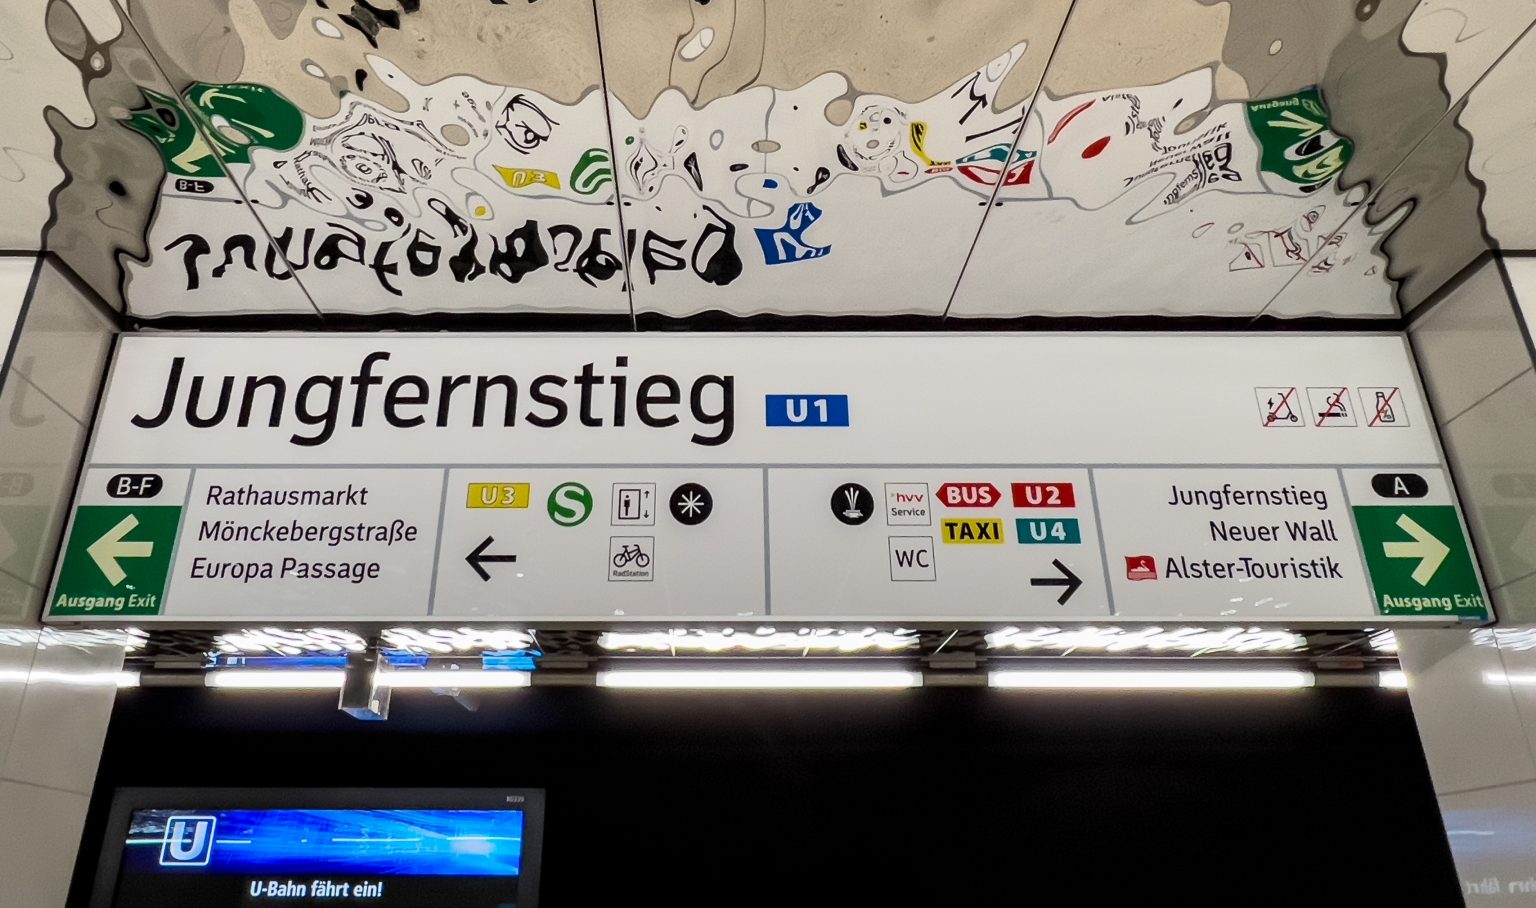 Jungfernstieg U1
B-F
Rathausmarkt
Mönckebergstraße
Europa Passage
Ausgang Exit
U3 S
RadStation
hvv BUS U2
Service
TAXI U4
WC
Jungfernstieg
Neuer Wall
Alster-Touristik
A
Ausgang Exit
U
U-Bahn fährt ein!